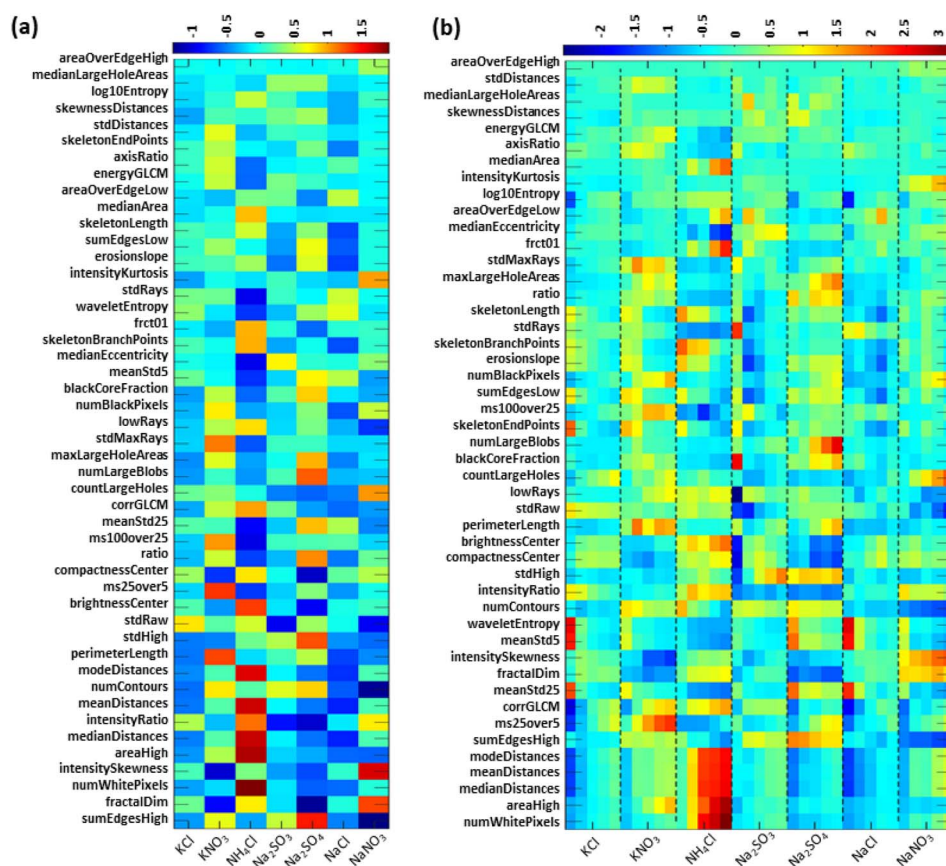 (a)
-1 -0.5 0 0.5 1 1.5
areaOverEdgeHigh
medianLargeHoleAreas
log10Entropy
skewnessDistances
stdDistances
skeletonEndPoints
axisRatio
energyGLCM
areaOverEdgeLow
medianArea
skeletonLength
sumEdgesLow
erosionslope
intensityKurtosis
stdRays
waveletEntropy
frct01
skeletonBranchPoints
medianEccentricity
meanStd5
blackCoreFraction
numBlackPixels
lowRays
stdMaxRays
maxLargeHoleAreas
numLargeBlobs
countLargeHoles
corrGLCM
meanStd25
ms100over25
ratio
compactnessCenter
ms25over5
brightnessCenter
stdRaw
stdHigh
perimeterLength
modeDistances
numContours
meanDistances
intensityRatio
medianDistances
areaHigh
intensitySkewness
numWhitePixels
fractalDim
sumEdgesHigh
KCl KNO3 NH4Cl Na2SO3 Na2SO4 NaCl NaNO3
(b)
-2 -1 -0.5 0 0.5 1 1.5 2 2.5 3
areaOverEdgeHigh
stdDistances
medianLargeHoleAreas
skewnessDistances
energyGLCM
axisRatio
medianArea
intensityKurtosis
log10Entropy
areaOverEdgeLow
medianEccentricity
frct01
stdMaxRays
maxLargeHoleAreas
ratio
skeletonLength
stdRays
skeletonBranchPoints
erosionslope
numBlackPixels
sumEdgesLow
ms100over25
skeletonEndPoints
numLargeBlobs
blackCoreFraction
countLargeHoles
lowRays
stdRaw
perimeterLength
brightnessCenter
compactnessCenter
stdHigh
intensityRatio
numContours
waveletEntropy
meanStd5
intensitySkewness
fractalDim
meanStd25
corrGLCM
ms25over5
sumEdgesHigh
modeDistances
meanDistances
medianDistances
areaHigh
numWhitePixels
KCl KNO3 NH4Cl Na2SO3 Na2SO4 NaCl NaNO3